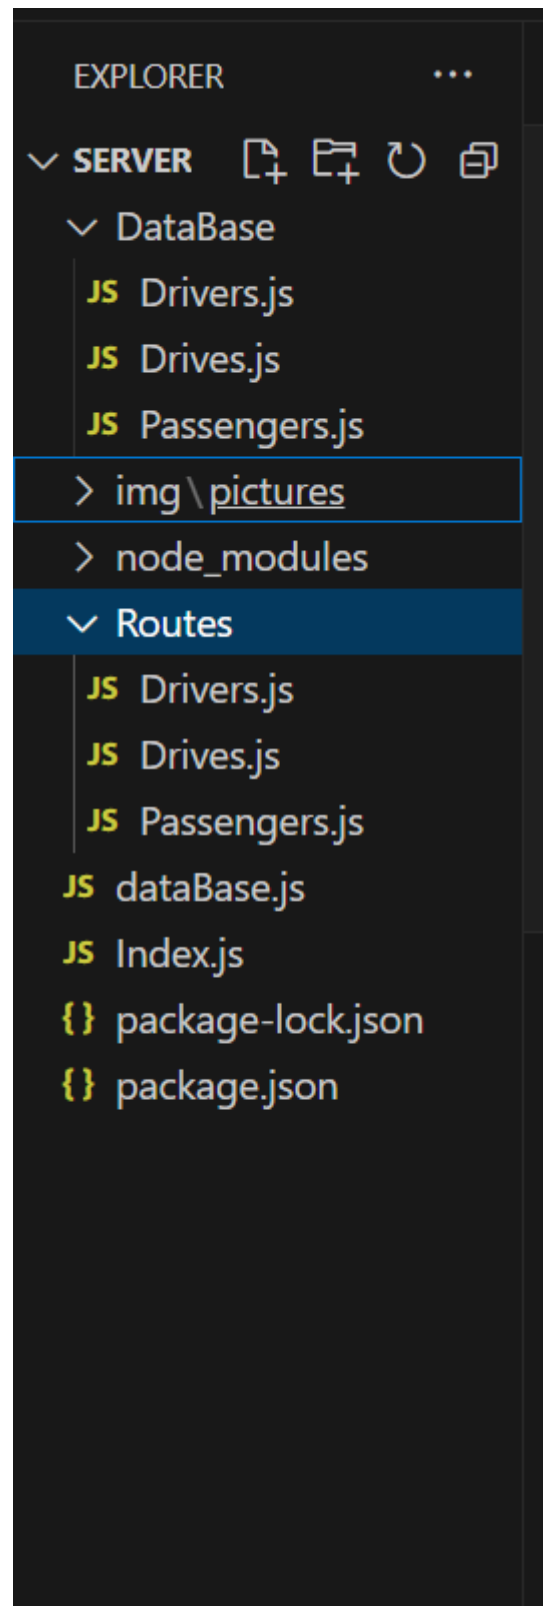 EXPLORER ...
SERVER
DataBase
JS Drivers.js
JS Drives.js
JS Passengers.js
img\pictures
node_modules
Routes
JS Drivers.js
JS Drives.js
JS Passengers.js
JS dataBase.js
JS Index.js
{} package-lock.json
{} package.json